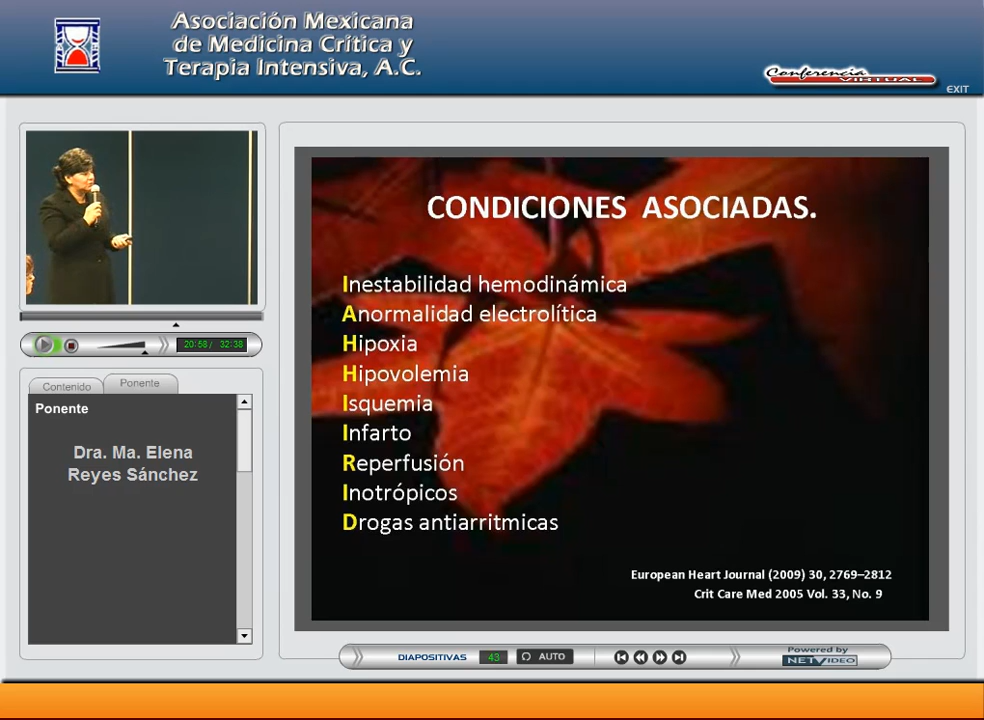 Asociación Mexicana
de Medicina Crítica y
Terapia Intensiva, A.C.
Conferencia
VIRTUAL
EXIT
20:58 / 32:38
Contenido
Ponente
Ponente
Dra. Ma. Elena
Reyes Sánchez
CONDICIONES ASOCIADAS.
Inestabilidad hemodinámica
Anormalidad electrolítica
Hipoxia
Hipovolemia
Isquemia
Infarto
Reperfusión
Inotrópicos
Drogas antiarritmicas
European Heart Journal (2009) 30, 2769–2812
Crit Care Med 2005 Vol. 33, No. 9
DIAPOSITIVAS
43
AUTO
Powered by
NETVIDEO